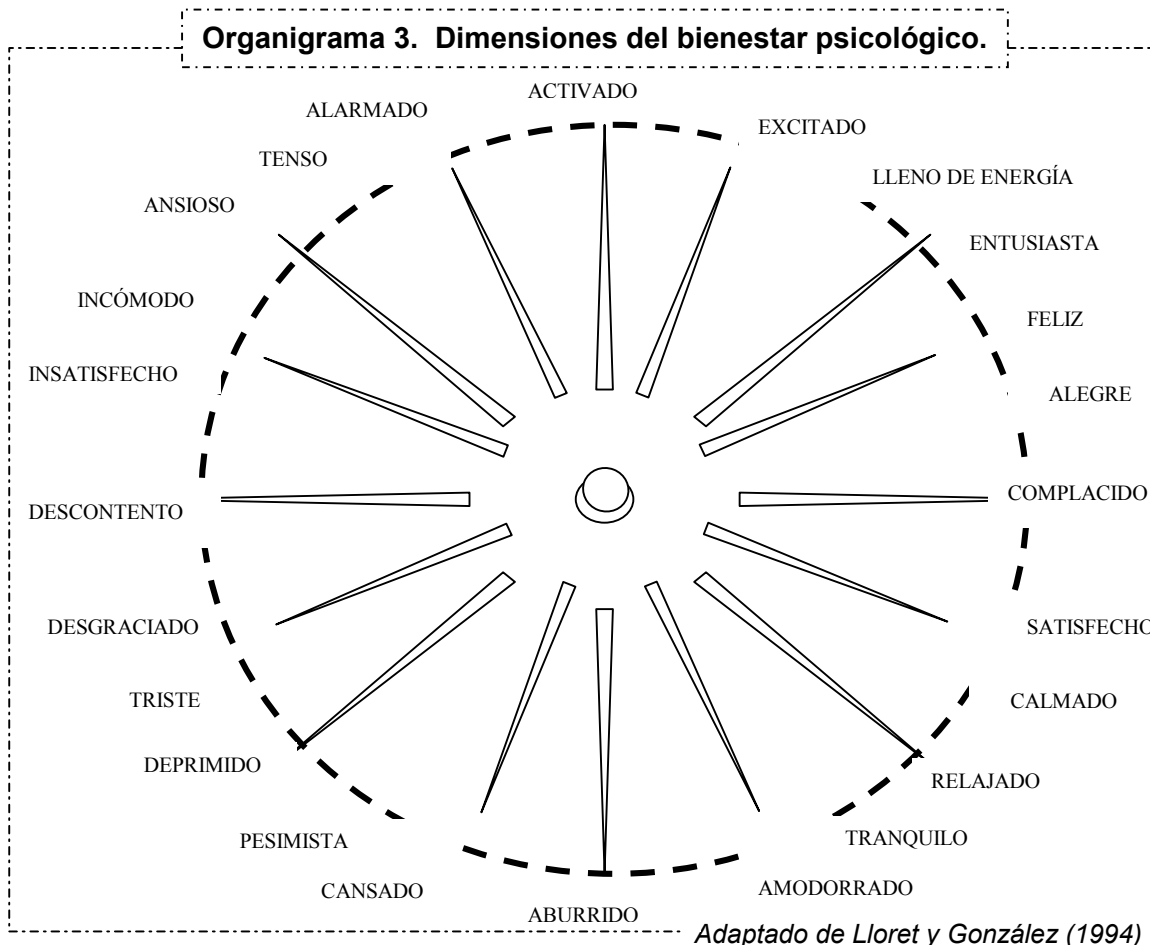 Organigrama 3. Dimensiones del bienestar psicológico.
ACTIVADO
ALARMADO
EXCITADO
TENSO
LLENO DE ENERGÍA
ANSIOSO
ENTUSIASTA
INCÓMODO
FELIZ
INSATISFECHO
ALEGRE
COMPLACIDO
DESCONTENTO
DESGRACIADO
SATISFECHO
TRISTE
CALMADO
DEPRIMIDO
RELAJADO
PESIMISTA
TRANQUILO
CANSADO
AMODORRADO
ABURRIDO
Adaptado de Lloret y González (1994)